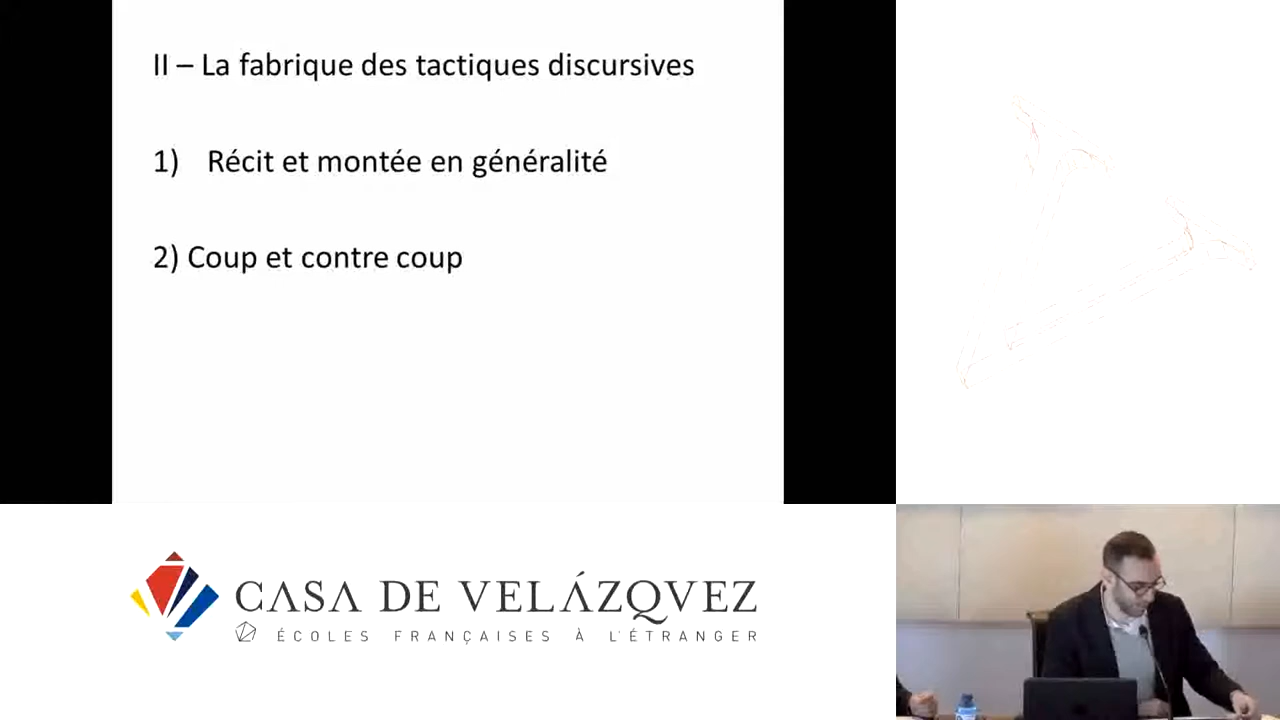 II – La fabrique des tactiques discursives
1) Récit et montée en généralité
2) Coup et contre coup
CASA DE VELÁZQVEZ
ÉCOLES FRANÇAISES À L'ÉTRANGER